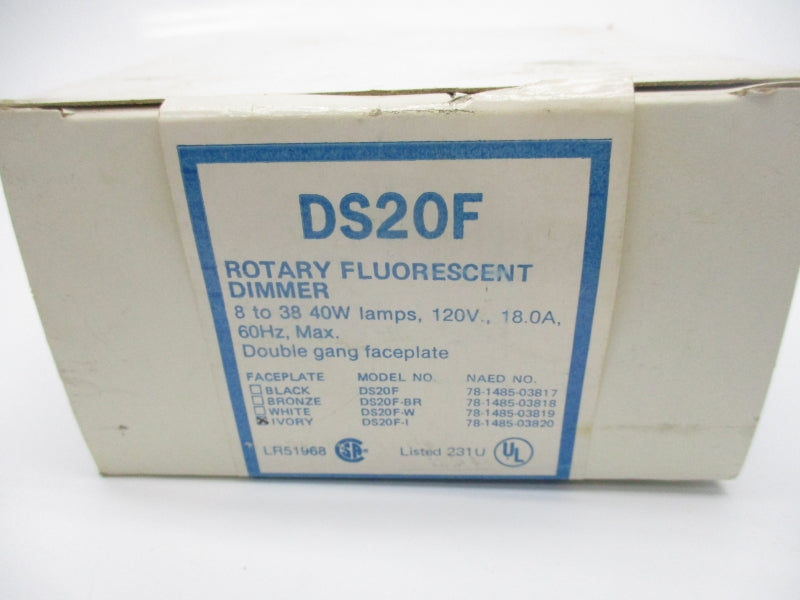 DS20F
ROTARY FLUORESCENT
DIMMER
8 to 38 40W lamps, 120V., 18.0A,
60Hz, Max.
Double gang faceplate
FACEPLATE MODEL NO. NAED NO.
BLACK DS20F 78-1485-03817
BRONZE DS20F-BR 78-1485-03818
WHITE DS20F-W 78-1485-03819
IVORY DS20F-I 78-1485-03820
LR51968 SA Listed 231U UL